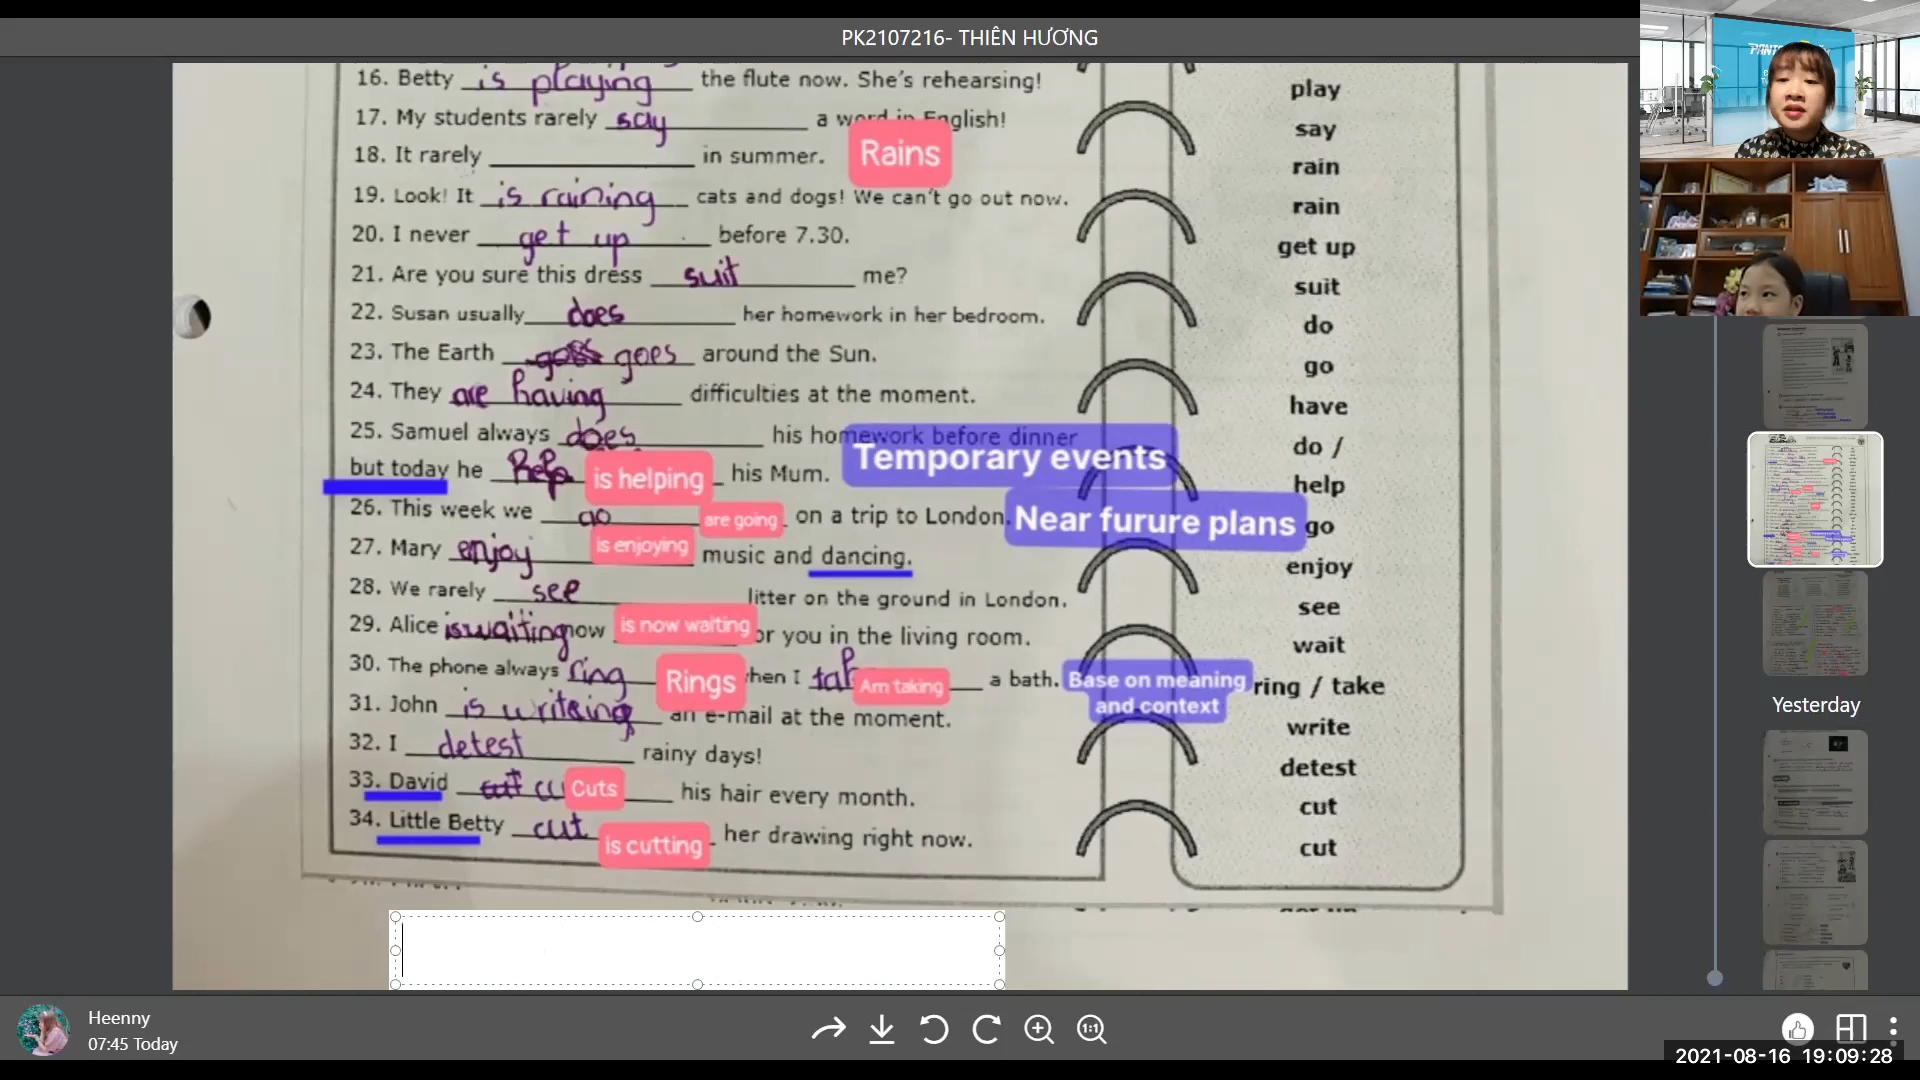 PK2107216- THIÊN HƯƠNG
16. Betty is playing the flute now. She's rehearsing!
17. My students rarely say a word in English!
18. It rarely in summer. Rains
19. Look! It is raining cats and dogs! We can't go out now.
20. I never get up before 7.30.
21. Are you sure this dress suit me?
22. Susan usually does her homework in her bedroom.
23. The Earth goes around the Sun.
24. They are having difficulties at the moment.
25. Samuel always does his homework before dinner
Temporary events
but today he help is helping his Mum.
26. This week we go are going on a trip to London. Near furure plans
27. Mary enjoy is enjoying music and dancing.
28. We rarely see litter on the ground in London.
29. Alice is waiting now is now waiting or you in the living room.
30. The phone always ring Rings hen I Am taking a bath. Base on meaning
and context
31. John is writeing an e-mail at the moment.
32. I detest rainy days!
33. David cut Cuts his hair every month.
34. Little Betty cut is cutting her drawing right now.
play
say
rain
rain
get up
suit
do
go
have
do /
help
go
enjoy
see
wait
ring / take
write
detest
cut
cut
Yesterday
Heenny
07:45 Today
1:1
2021-08-16 19:09:28